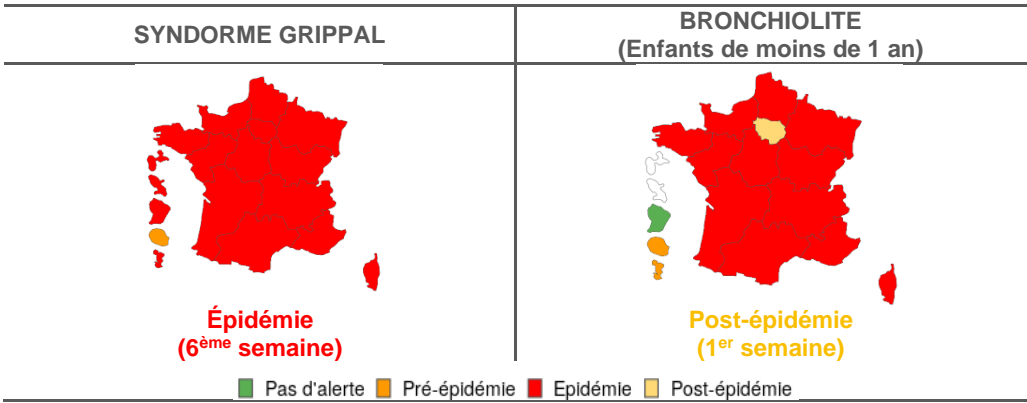 SYNDORME GRIPPAL
BRONCHIOLITE
(Enfants de moins de 1 an)
Épidémie
(6ème semaine)
Post-épidémie
(1er semaine)
Pas d'alerte Pré-épidémie Epidémie Post-épidémie